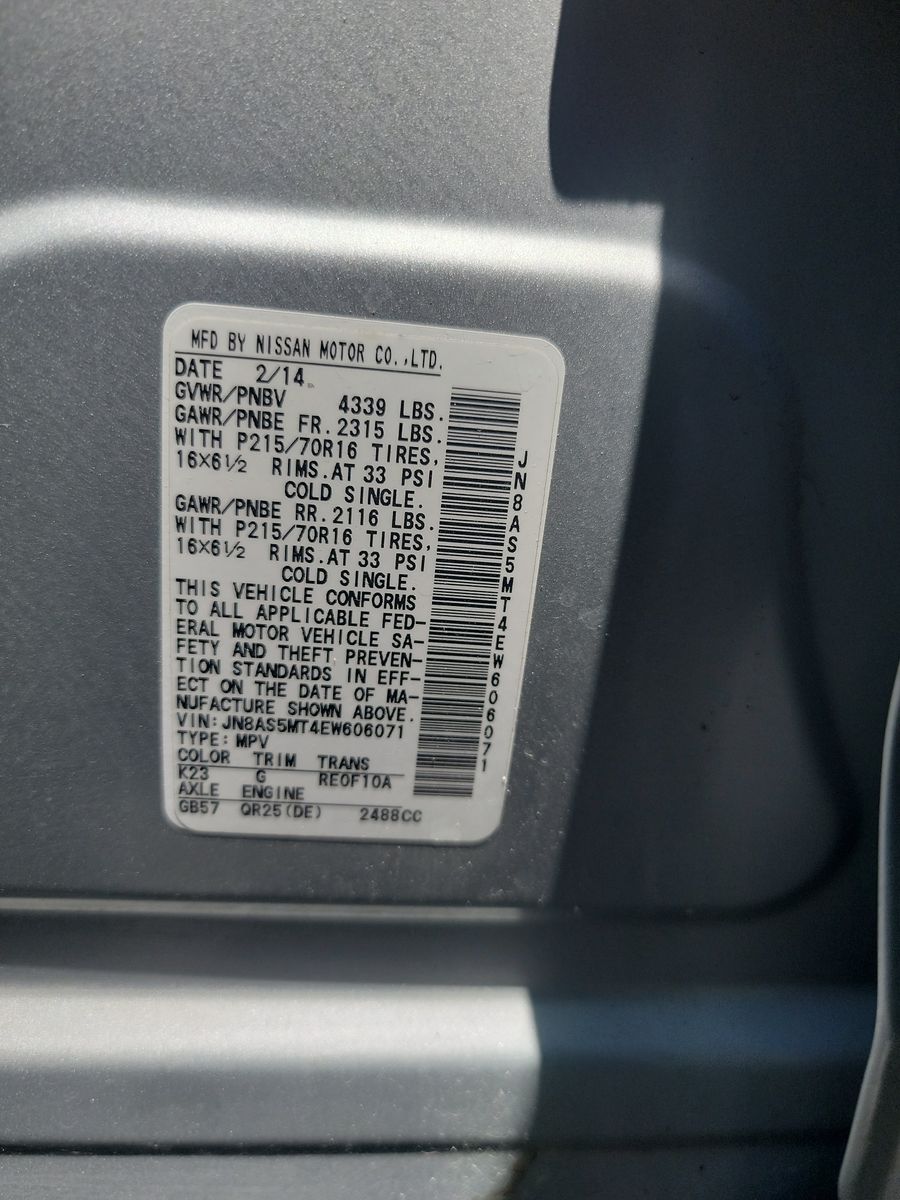 MFD BY NISSAN MOTOR CO.,LTD.
DATE 2/14
GVWR/PNBV 4339 LBS.
GAWR/PNBE FR.2315 LBS.
WITH P215/70R16 TIRES,
16×6½ RIMS.AT 33 PSI
COLD SINGLE.
GAWR/PNBE RR.2116 LBS.
WITH P215/70R16 TIRES,
16×6½ RIMS.AT 33 PSI
COLD SINGLE.
THIS VEHICLE CONFORMS
TO ALL APPLICABLE FED-
ERAL MOTOR VEHICLE SA-
FETY AND THEFT PREVEN-
TION STANDARDS IN EFF-
ECT ON THE DATE OF MA-
NUFACTURE SHOWN ABOVE.
VIN:JN8AS5MT4EW606071
TYPE:MPV
COLOR TRIM TRANS
K23 G RE0F10A
AXLE ENGINE
GB57 QR25(DE) 2488CC
JN8AS5MT4EW606071